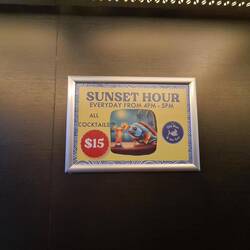 SUNSET HOUR
EVERYDAY FROM 4PM - 5PM
ALL
COCKTAILS
$15